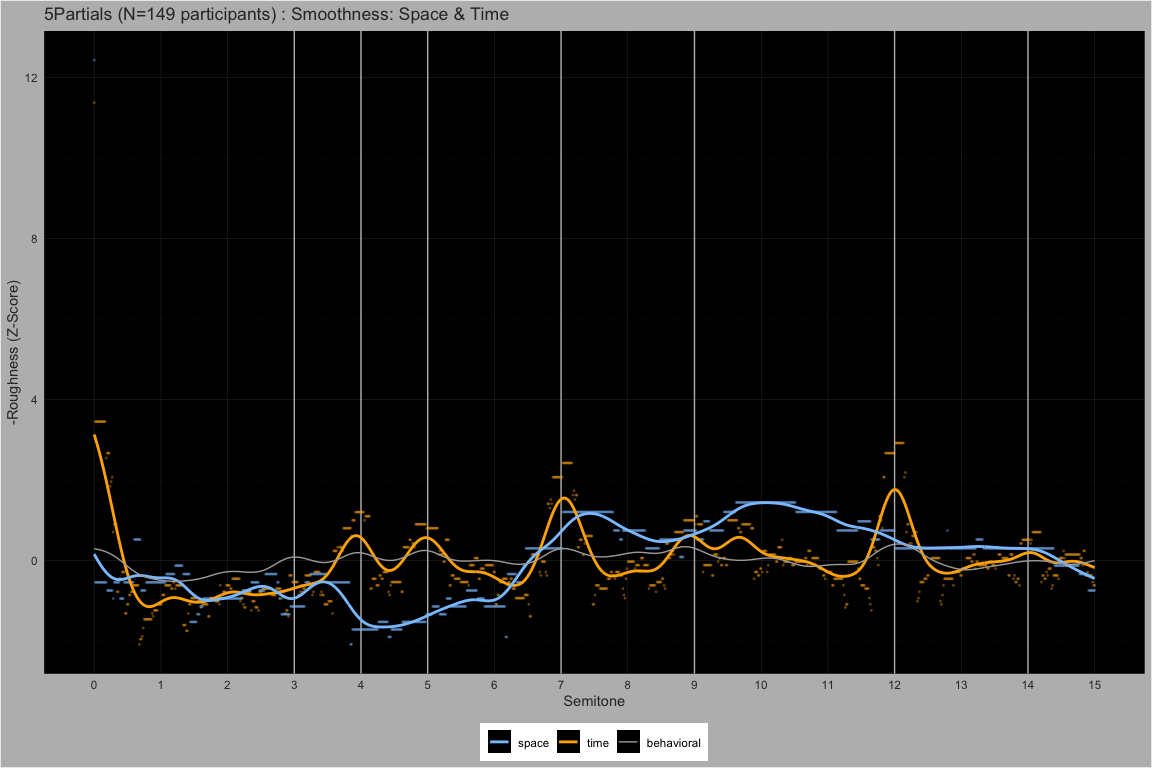 5Partials (N=149 participants) : Smoothness: Space & Time
-Roughness (Z-Score)
12
8
4
0
0 1 2 3 4 5 6 7 8 9 10 11 12 13 14 15
Semitone
space time behavioral